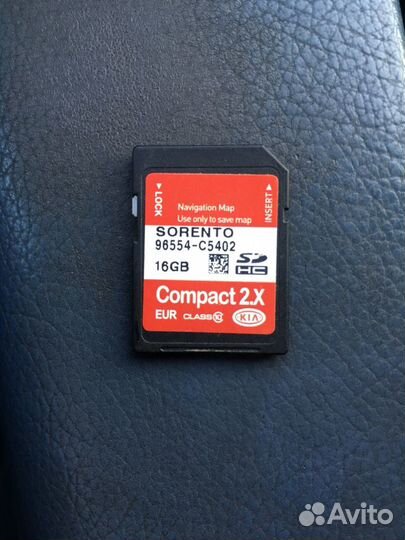 LOCK
Navigation Map
Use only to save map
INSERT
SORENTO
96554-C5402
16GB
SD
HC
Compact 2.X
EUR CLASS 10
KIA
Avito